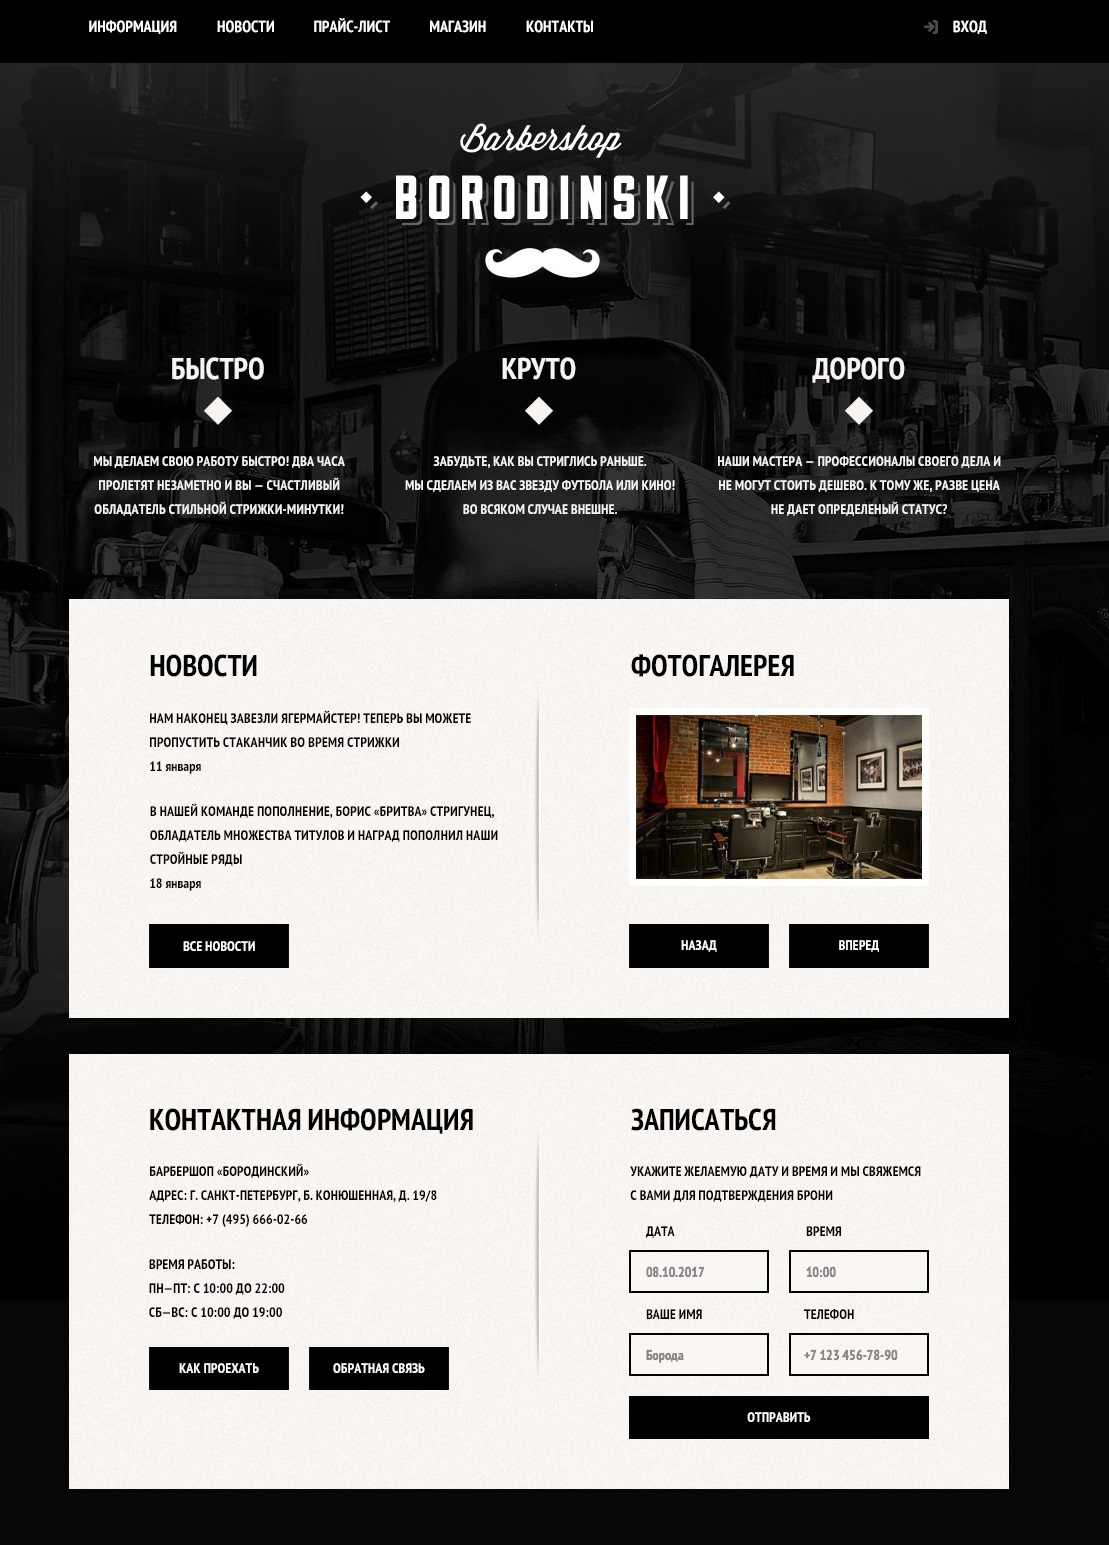 ИНФОРМАЦИЯ НОВОСТИ ПРАЙС-ЛИСТ МАГАЗИН КОНТАКТЫ ВХОД
Barbershop
BORODINSKI
БЫСТРО
МЫ ДЕЛАЕМ СВОЮ РАБОТУ БЫСТРО! ДВА ЧАСА
ПРОЛЕТЯТ НЕЗАМЕТНО И ВЫ — СЧАСТЛИВЫЙ
ОБЛАДАТЕЛЬ СТИЛЬНОЙ СТРИЖКИ-МИНУТКИ!
КРУТО
ЗАБУДЬТЕ, КАК ВЫ СТРИГЛИСЬ РАНЬШЕ.
МЫ СДЕЛАЕМ ИЗ ВАС ЗВЕЗДУ ФУТБОЛА ИЛИ КИНО!
ВО ВСЯКОМ СЛУЧАЕ ВНЕШНЕ.
ДОРОГО
НАШИ МАСТЕРА — ПРОФЕССИОНАЛЫ СВОЕГО ДЕЛА И
НЕ МОГУТ СТОИТЬ ДЕШЕВО. К ТОМУ ЖЕ, РАЗВЕ ЦЕНА
НЕ ДАЕТ ОПРЕДЕЛЕНЫЙ СТАТУС?
НОВОСТИ
НАМ НАКОНЕЦ ЗАВЕЗЛИ ЯГЕРМАЙСТЕР! ТЕПЕРЬ ВЫ МОЖЕТЕ
ПРОПУСТИТЬ СТАКАНЧИК ВО ВРЕМЯ СТРИЖКИ
11 января
В НАШЕЙ КОМАНДЕ ПОПОЛНЕНИЕ, БОРИС «БРИТВА» СТРИГУНЕЦ,
ОБЛАДАТЕЛЬ МНОЖЕСТВА ТИТУЛОВ И НАГРАД ПОПОЛНИЛ НАШИ
СТРОЙНЫЕ РЯДЫ
18 января
ВСЕ НОВОСТИ
ФОТОГАЛЕРЕЯ
НАЗАД ВПЕРЕД
КОНТАКТНАЯ ИНФОРМАЦИЯ
БАРБЕРШОП «БОРОДИНСКИЙ»
АДРЕС: Г. САНКТ-ПЕТЕРБУРГ, Б. КОНЮШЕННАЯ, Д. 19/8
ТЕЛЕФОН: +7 (495) 666-02-66
ВРЕМЯ РАБОТЫ:
ПН—ПТ: С 10:00 ДО 22:00
СБ—ВС: С 10:00 ДО 19:00
КАК ПРОЕХАТЬ ОБРАТНАЯ СВЯЗЬ
ЗАПИСАТЬСЯ
УКАЖИТЕ ЖЕЛАЕМУЮ ДАТУ И ВРЕМЯ И МЫ СВЯЖЕМСЯ
С ВАМИ ДЛЯ ПОДТВЕРЖДЕНИЯ БРОНИ
ДАТА ВРЕМЯ
08.10.2017 10:00
ВАШЕ ИМЯ ТЕЛЕФОН
Борода +7 123 456-78-90
ОТПРАВИТЬ